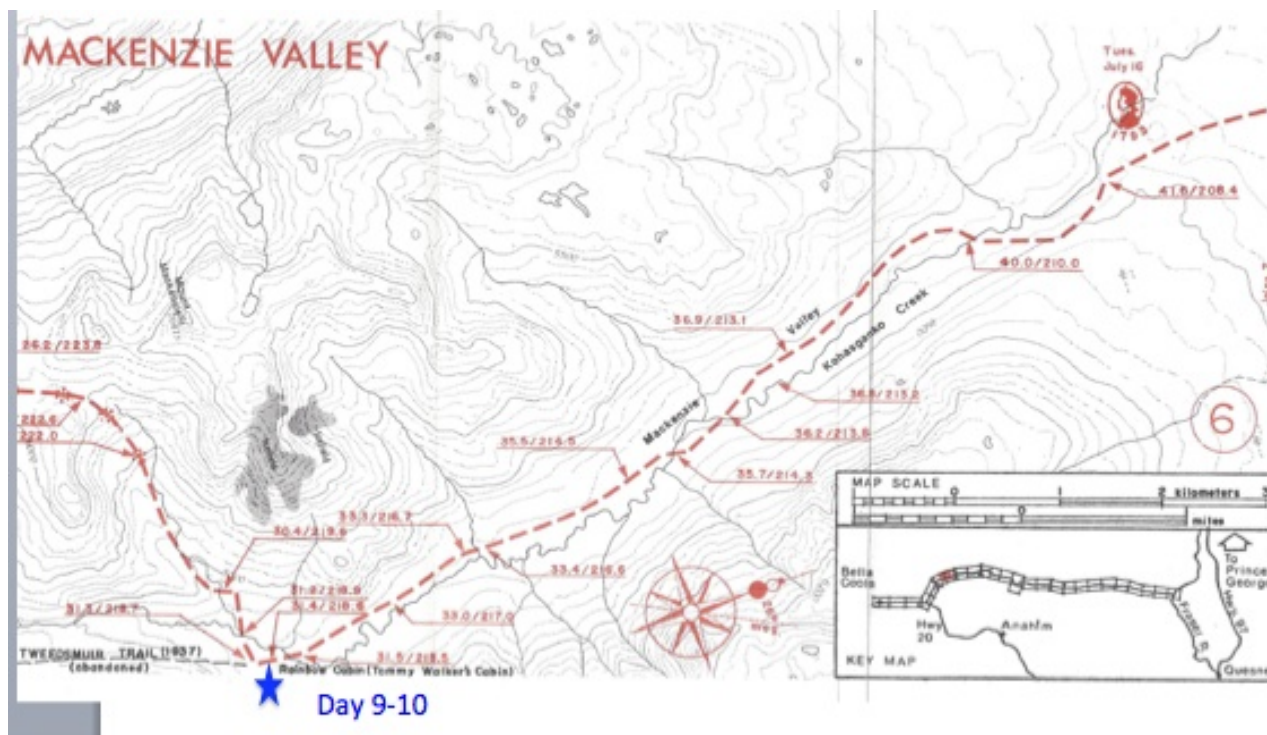 MACKENZIE VALLEY
Tues.
July 16
1793
41.6/208.4
40.0/210.0
Valley
36.9/213.1
Kohasganko Creek
36.8/213.2
Mackenzie
36.2/213.8
6
26.2/223.8
222.0
35.5/214.5
35.7/214.3
33.3/216.7
30.4/219.6
33.4/216.6
31.2/218.8
31.3/218.7
31.4/218.6
33.0/217.0
31.5/218.5
TWEEDSMUIR TRAIL (1937)
(abandoned)
Rainbow Cabin (Tommy Walker's Cabin)
Day 9-10
MAP SCALE
0 1 2 kilometers 3
0 miles
Bella
Coola
To
Prince
George
Hwy. 97
Fraser R.
Hwy
20
Anahim
Quesnel
KEY MAP